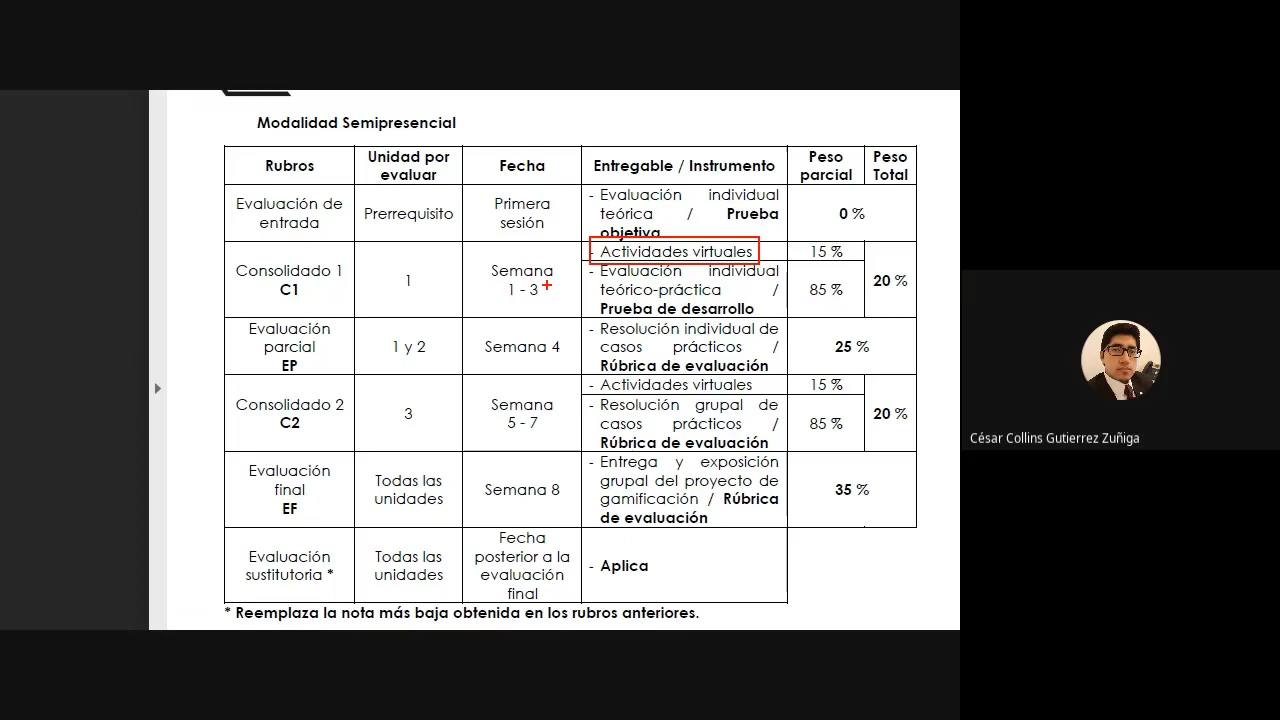 Modalidad Semipresencial
Rubros
Unidad por
evaluar
Fecha
Entregable / Instrumento
Peso
parcial
Peso
Total
Evaluación de
entrada
Prerrequisito
Primera
sesión
- Evaluación individual
teórica / Prueba
objetiva
0 %
Consolidado 1
C1
1
Semana
1 - 3
- Actividades virtuales
15 %
- Evaluación individual
teórico-práctica /
Prueba de desarrollo
85 %
20 %
Evaluación
parcial
EP
1 y 2
Semana 4
- Resolución individual de
casos prácticos /
Rúbrica de evaluación
25 %
Consolidado 2
C2
3
Semana
5 - 7
- Actividades virtuales
15 %
- Resolución grupal de
casos prácticos /
Rúbrica de evaluación
85 %
20 %
Evaluación
final
EF
Todas las
unidades
Semana 8
- Entrega y exposición
grupal del proyecto de
gamificación / Rúbrica
de evaluación
35 %
Evaluación
sustitutoria *
Todas las
unidades
Fecha
posterior a la
evaluación
final
- Aplica
* Reemplaza la nota más baja obtenida en los rubros anteriores.
César Collins Gutierrez Zuñiga